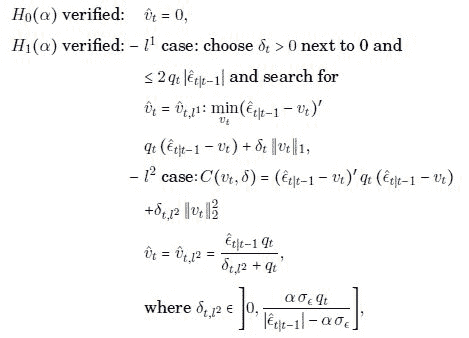 H₀(α) verified: v̂ₜ = 0,
H₁(α) verified: − l¹ case: choose δₜ > 0 next to 0 and
≤ 2 qₜ |ε̂ₜ|ₜ₋₁| and search for
v̂ₜ = v̂ₜ,ₗ¹: min_{vₜ} (ε̂ₜ|ₜ₋₁ − vₜ)′
qₜ (ε̂ₜ|ₜ₋₁ − vₜ) + δₜ ‖vₜ‖₁,
− l² case: C(vₜ, δ) = (ε̂ₜ|ₜ₋₁ − vₜ)′ qₜ (ε̂ₜ|ₜ₋₁ − vₜ)
+δₜ,ₗ² ‖vₜ‖₂²
v̂ₜ = v̂ₜ,ₗ² = (ε̂ₜ|ₜ₋₁ qₜ) / (δₜ,ₗ² + qₜ),
where δₜ,ₗ² ∈ ]0, (α σ_ϵ qₜ) / (|ε̂ₜ|ₜ₋₁| − α σ_ϵ)],